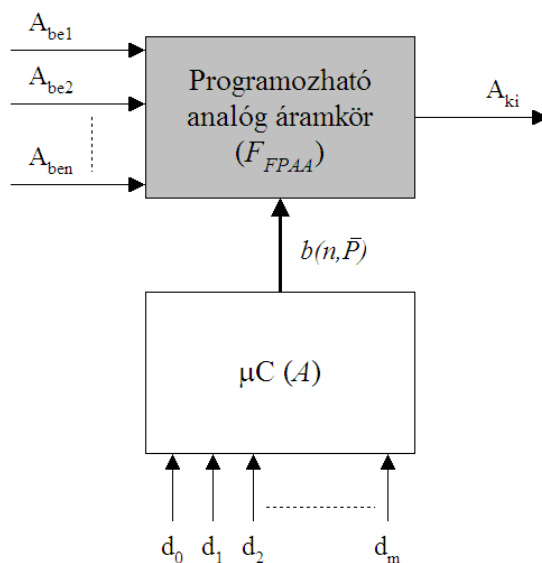 A_be1
A_be2
A_ben
Programozható
analóg áramkör
(F_FPAA)
A_ki
b(n,P̄)
μC (A)
d_0 d_1 d_2 d_m